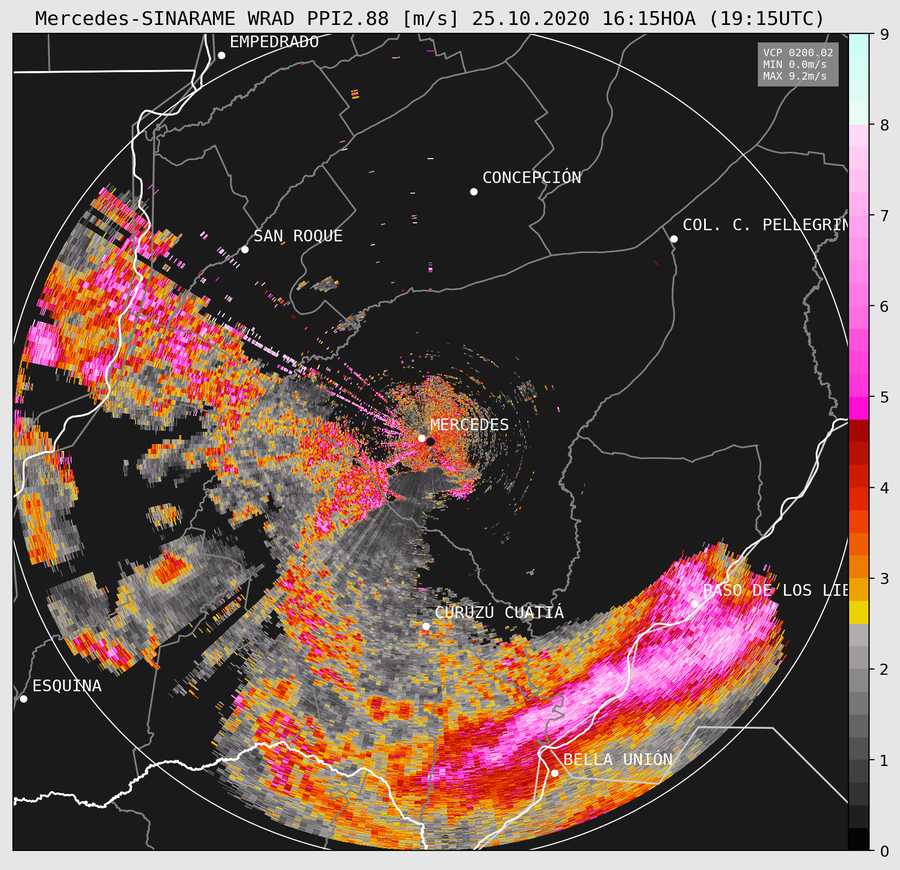 Mercedes-SINARAME WRAD PPI2.88 [m/s] 25.10.2020 16:15HOA (19:15UTC)
EMPEDRADO
VCP 0200.02
MIN 0.0m/s
MAX 9.2m/s
CONCEPCIÓN
COL. C. PELLEGRIN
SAN ROQUE
MERCEDES
PASO DE LOS LIB
CURUZÚ CUATIÁ
ESQUINA
BELLA UNIÓN
9
8
7
6
5
4
3
2
1
0